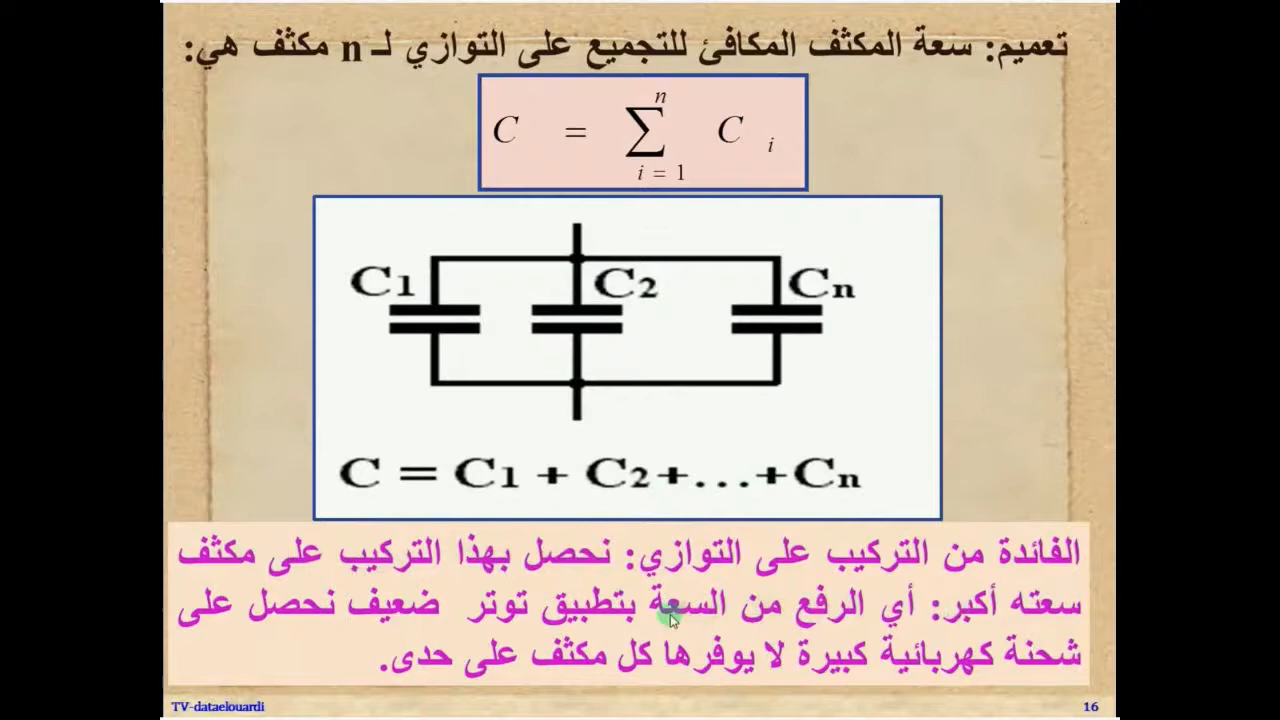 تعميم: سعة المكثف المكافئ للتجميع على التوازي لـ n مكثف هي:
C = ∑ᵢ₌₁ⁿ Cᵢ
C1 C2 Cn
C = C1 + C2+...+Cn
الفائدة من التركيب على التوازي: نحصل بهذا التركيب على مكثف
سعته أكبر: أي الرفع من السعة بتطبيق توتر ضعيف نحصل على
شحنة كهربائية كبيرة لا يوفرها كل مكثف على حدى.
TV-dataelouardi 16